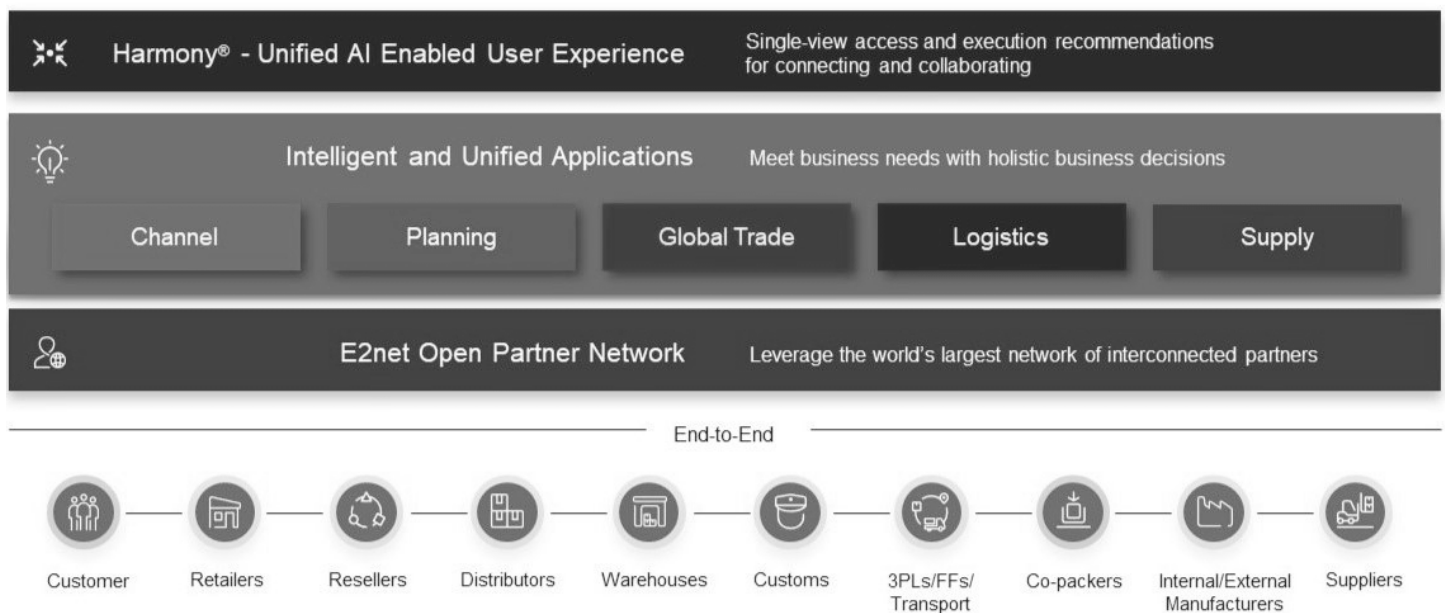 Harmony® - Unified AI Enabled User Experience
Single-view access and execution recommendations
for connecting and collaborating
Intelligent and Unified Applications
Meet business needs with holistic business decisions
Channel
Planning
Global Trade
Logistics
Supply
E2net Open Partner Network
Leverage the world's largest network of interconnected partners
End-to-End
Customer
Retailers
Resellers
Distributors
Warehouses
Customs
3PLs/FFs/
Transport
Co-packers
Internal/External
Manufacturers
Suppliers